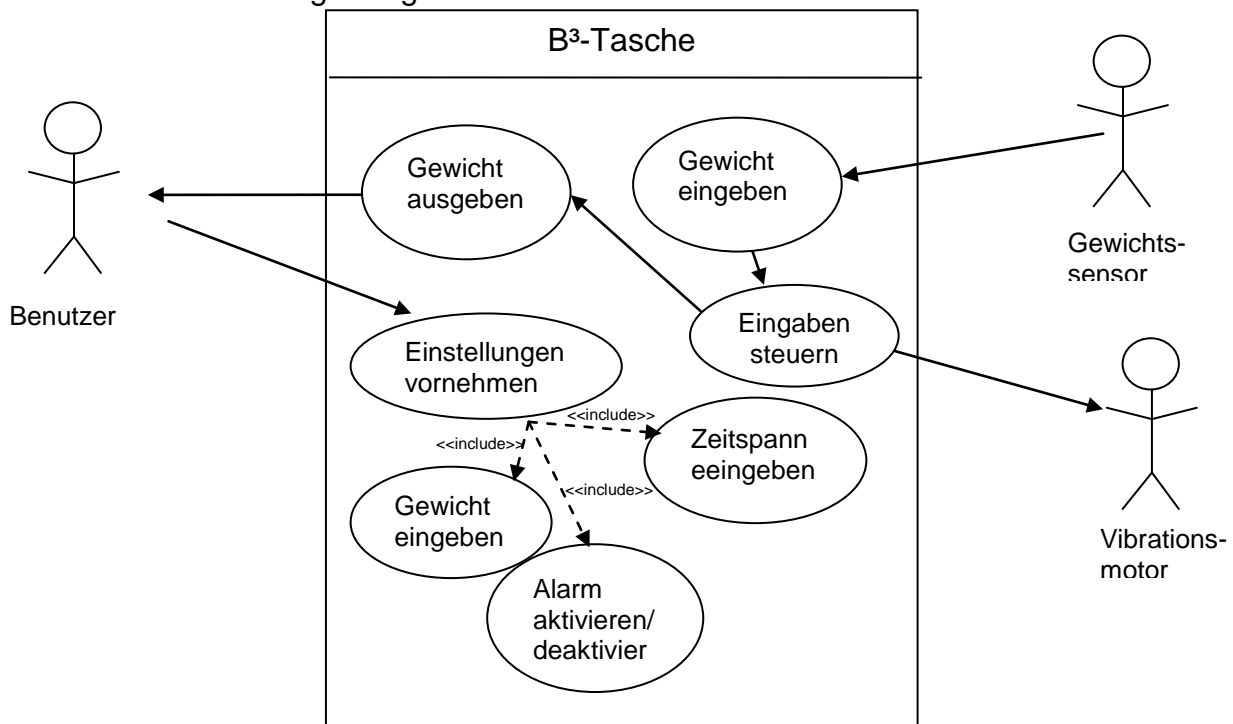 B³-Tasche
Gewicht
ausgeben
Gewicht
eingeben
Gewichts-
sensor
Benutzer
Eingaben
steuern
Einstellungen
vornehmen
<<include>>
<<include>>
<<include>>
Zeitspann
eeingeben
Gewicht
eingeben
Alarm
aktivieren/
deaktivier
Vibrations-
motor